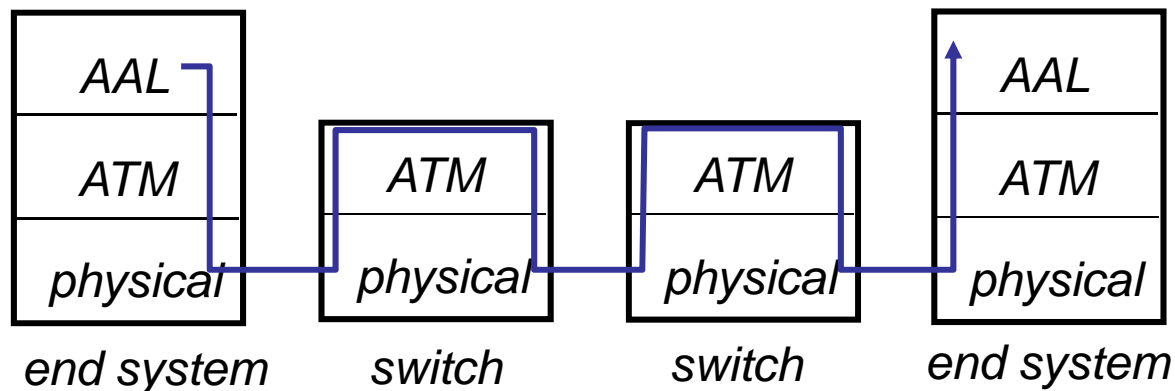 AAL AAL
ATM ATM ATM ATM
physical physical physical physical
end system switch switch end system